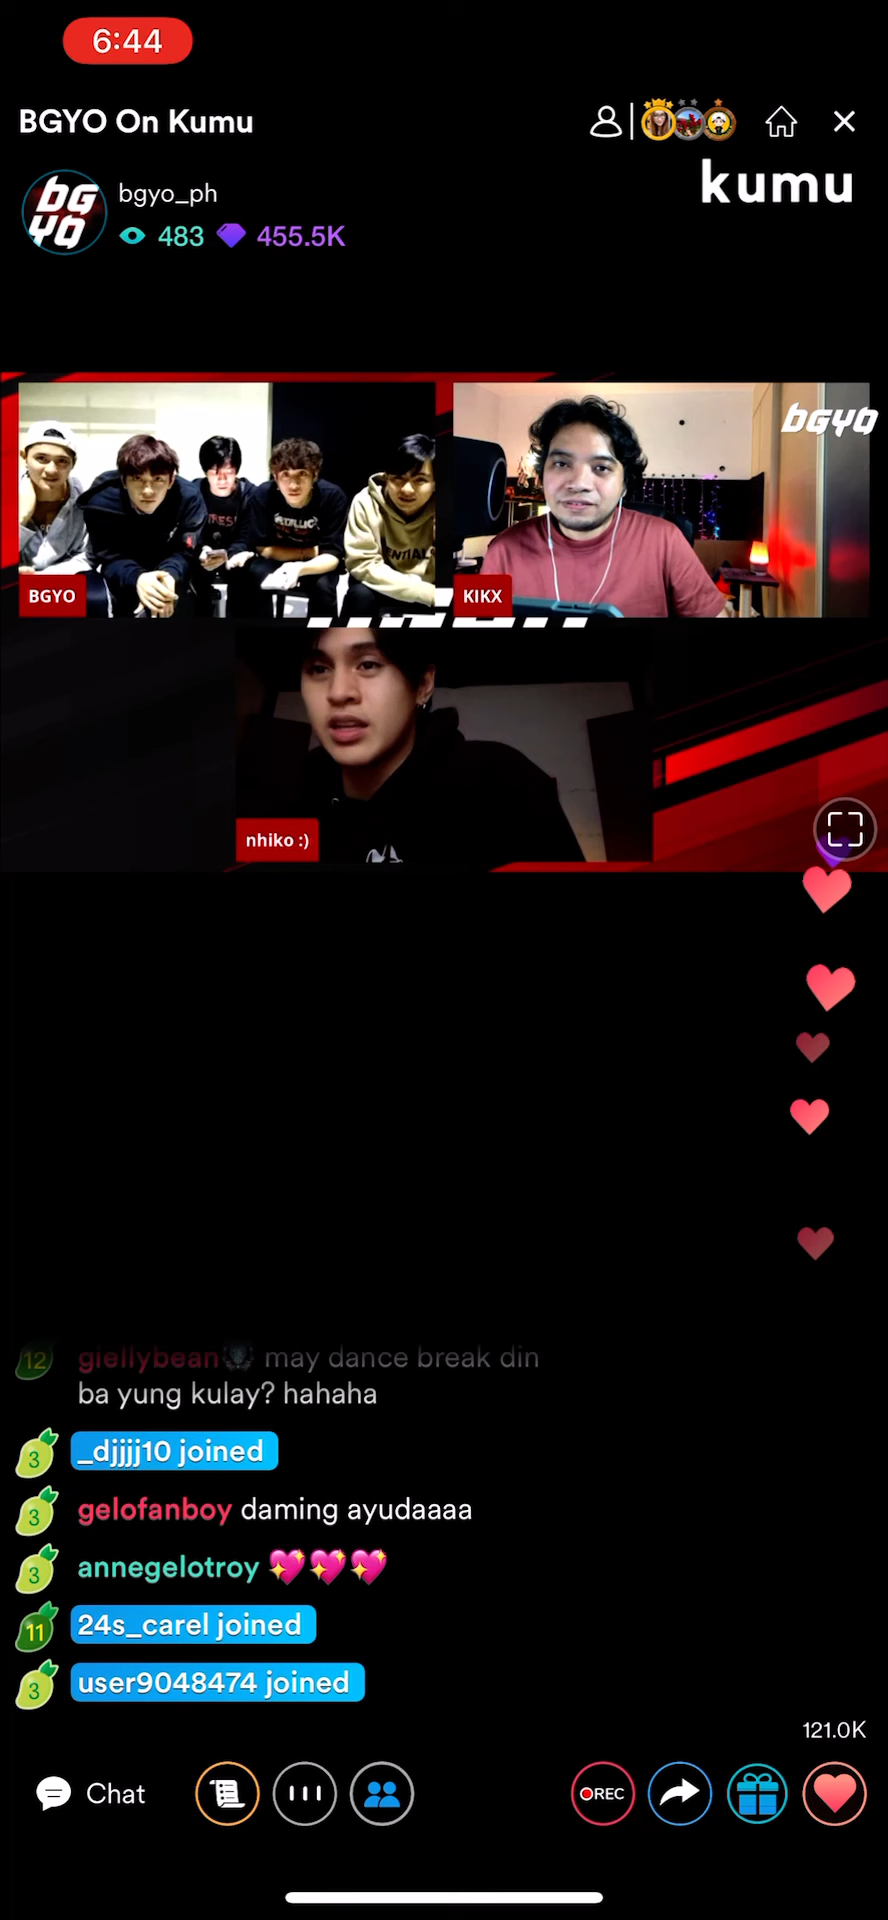 6:44
BGYO On Kumu
kumu
BG
YO
bgyo_ph
483 455.5K
BGYO
BGYO
KIKX
nhiko :)
12 giellybean may dance break din
ba yung kulay? hahaha
3 _djjjj10 joined
3 gelofanboy daming ayudaaaa
3 annegelotroy 💖💖💖
11 24s_carel joined
3 user9048474 joined
121.0K
Chat
REC